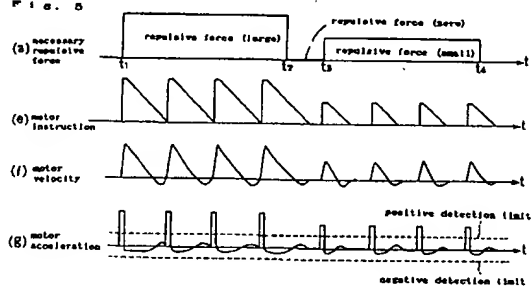 Fig. 5
repulsive force (zero)
(a) necessary repulsive force
repulsive force (large)
repulsive force (small)
t1 t2 t3 t4 t
(e) motor instruction
t
(f) motor velocity
t
positive detection limit
(g) motor acceleration
t
negative detection limit